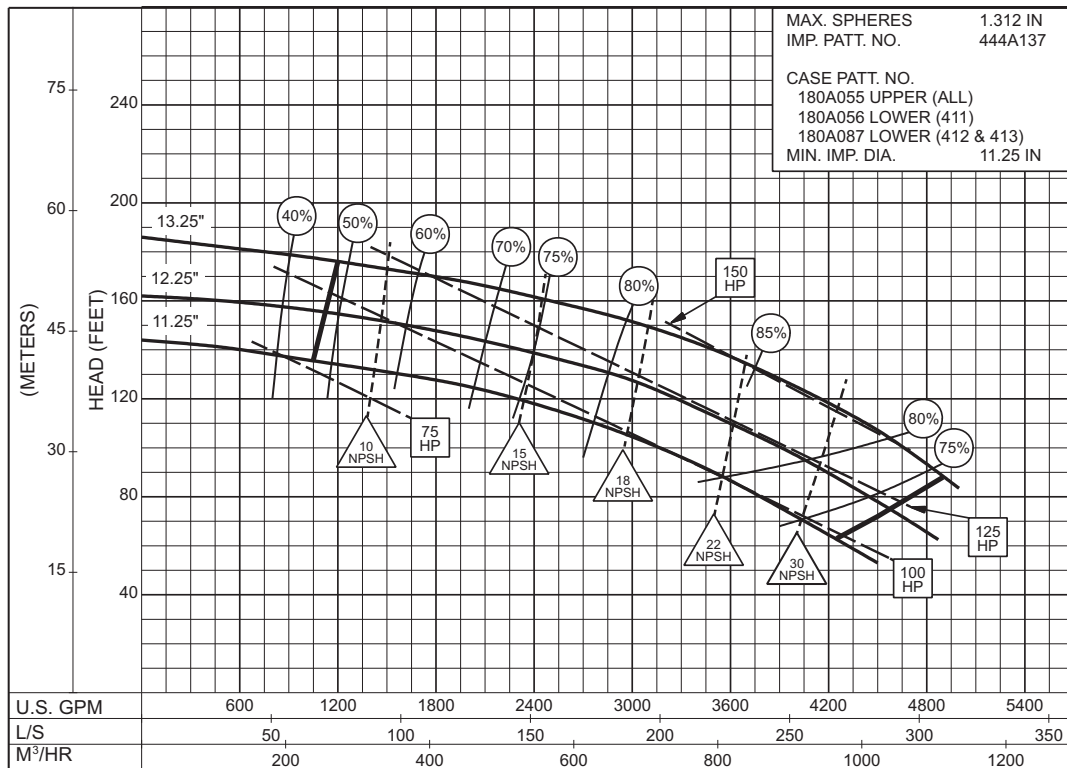 MAX. SPHERES 1.312 IN
IMP. PATT. NO. 444A137
CASE PATT. NO.
180A055 UPPER (ALL)
180A056 LOWER (411)
180A087 LOWER (412 & 413)
MIN. IMP. DIA. 11.25 IN
(METERS)
75
60
45
30
15
HEAD (FEET)
240
200
160
120
80
40
13.25"
12.25"
11.25"
40%
50%
60%
70%
75%
80%
85%
80%
75%
150
HP
75
HP
125
HP
100
HP
10
NPSH
15
NPSH
18
NPSH
22
NPSH
30
NPSH
U.S. GPM 600 1200 1800 2400 3000 3600 4200 4800 5400
L/S 50 100 150 200 250 300 350
M³/HR 200 400 600 800 1000 1200